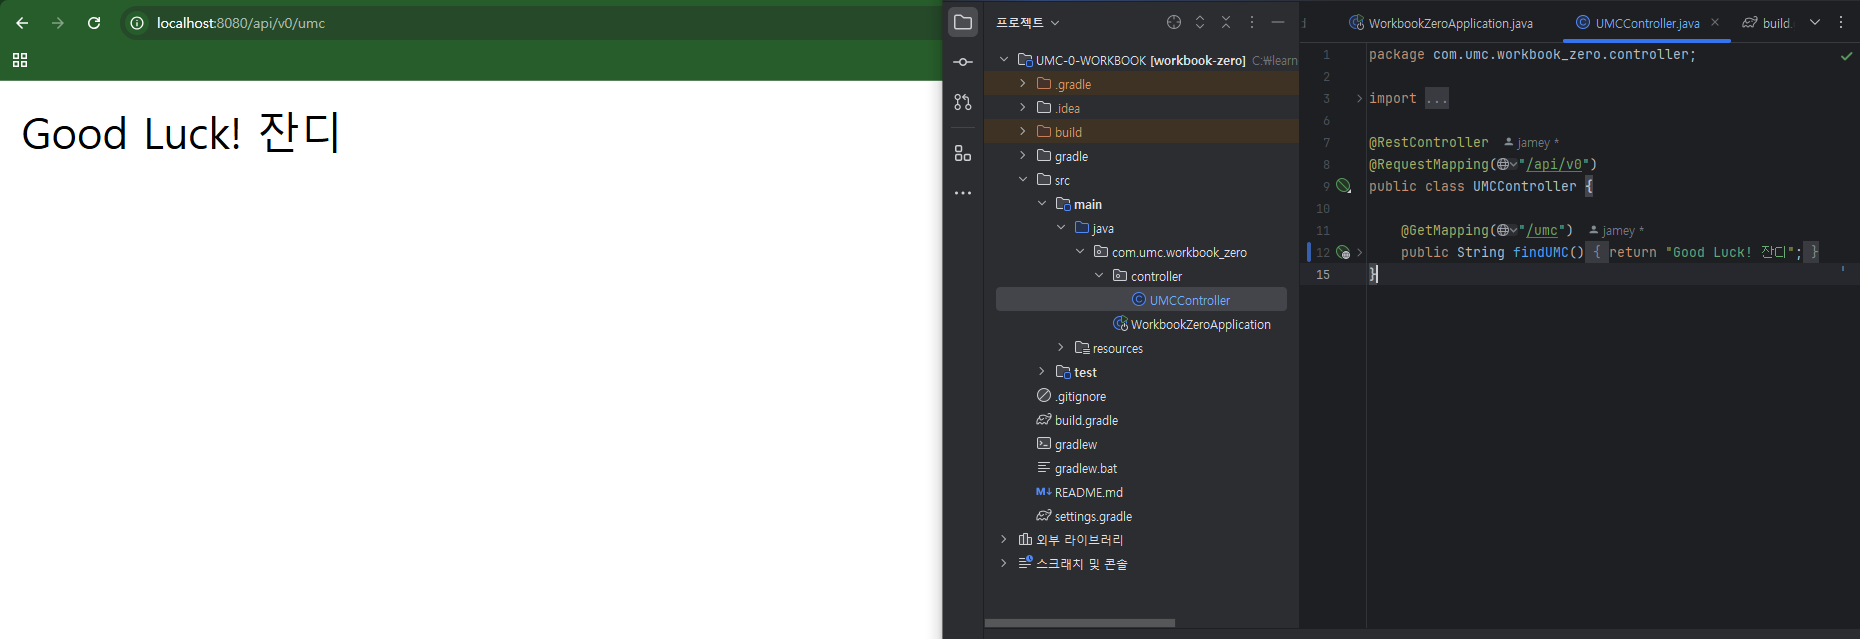 localhost:8080/api/v0/umc
Good Luck! 잔디
프로젝트
UMC-0-WORKBOOK [workbook-zero] C:₩learn
.gradle
.idea
build
gradle
src
main
java
com.umc.workbook_zero
controller
UMCController
WorkbookZeroApplication
resources
test
.gitignore
build.gradle
gradlew
gradlew.bat
README.md
settings.gradle
외부 라이브러리
스크래치 및 콘솔
WorkbookZeroApplication.java UMCController.java build.
1 package com.umc.workbook_zero.controller;
2
3 import ...
6
7 @RestController jamey *
8 @RequestMapping("/api/v0")
9 public class UMCController {
10
11 @GetMapping("/umc") jamey *
12 public String findUMC() { return "Good Luck! 잔디"; }
15 }